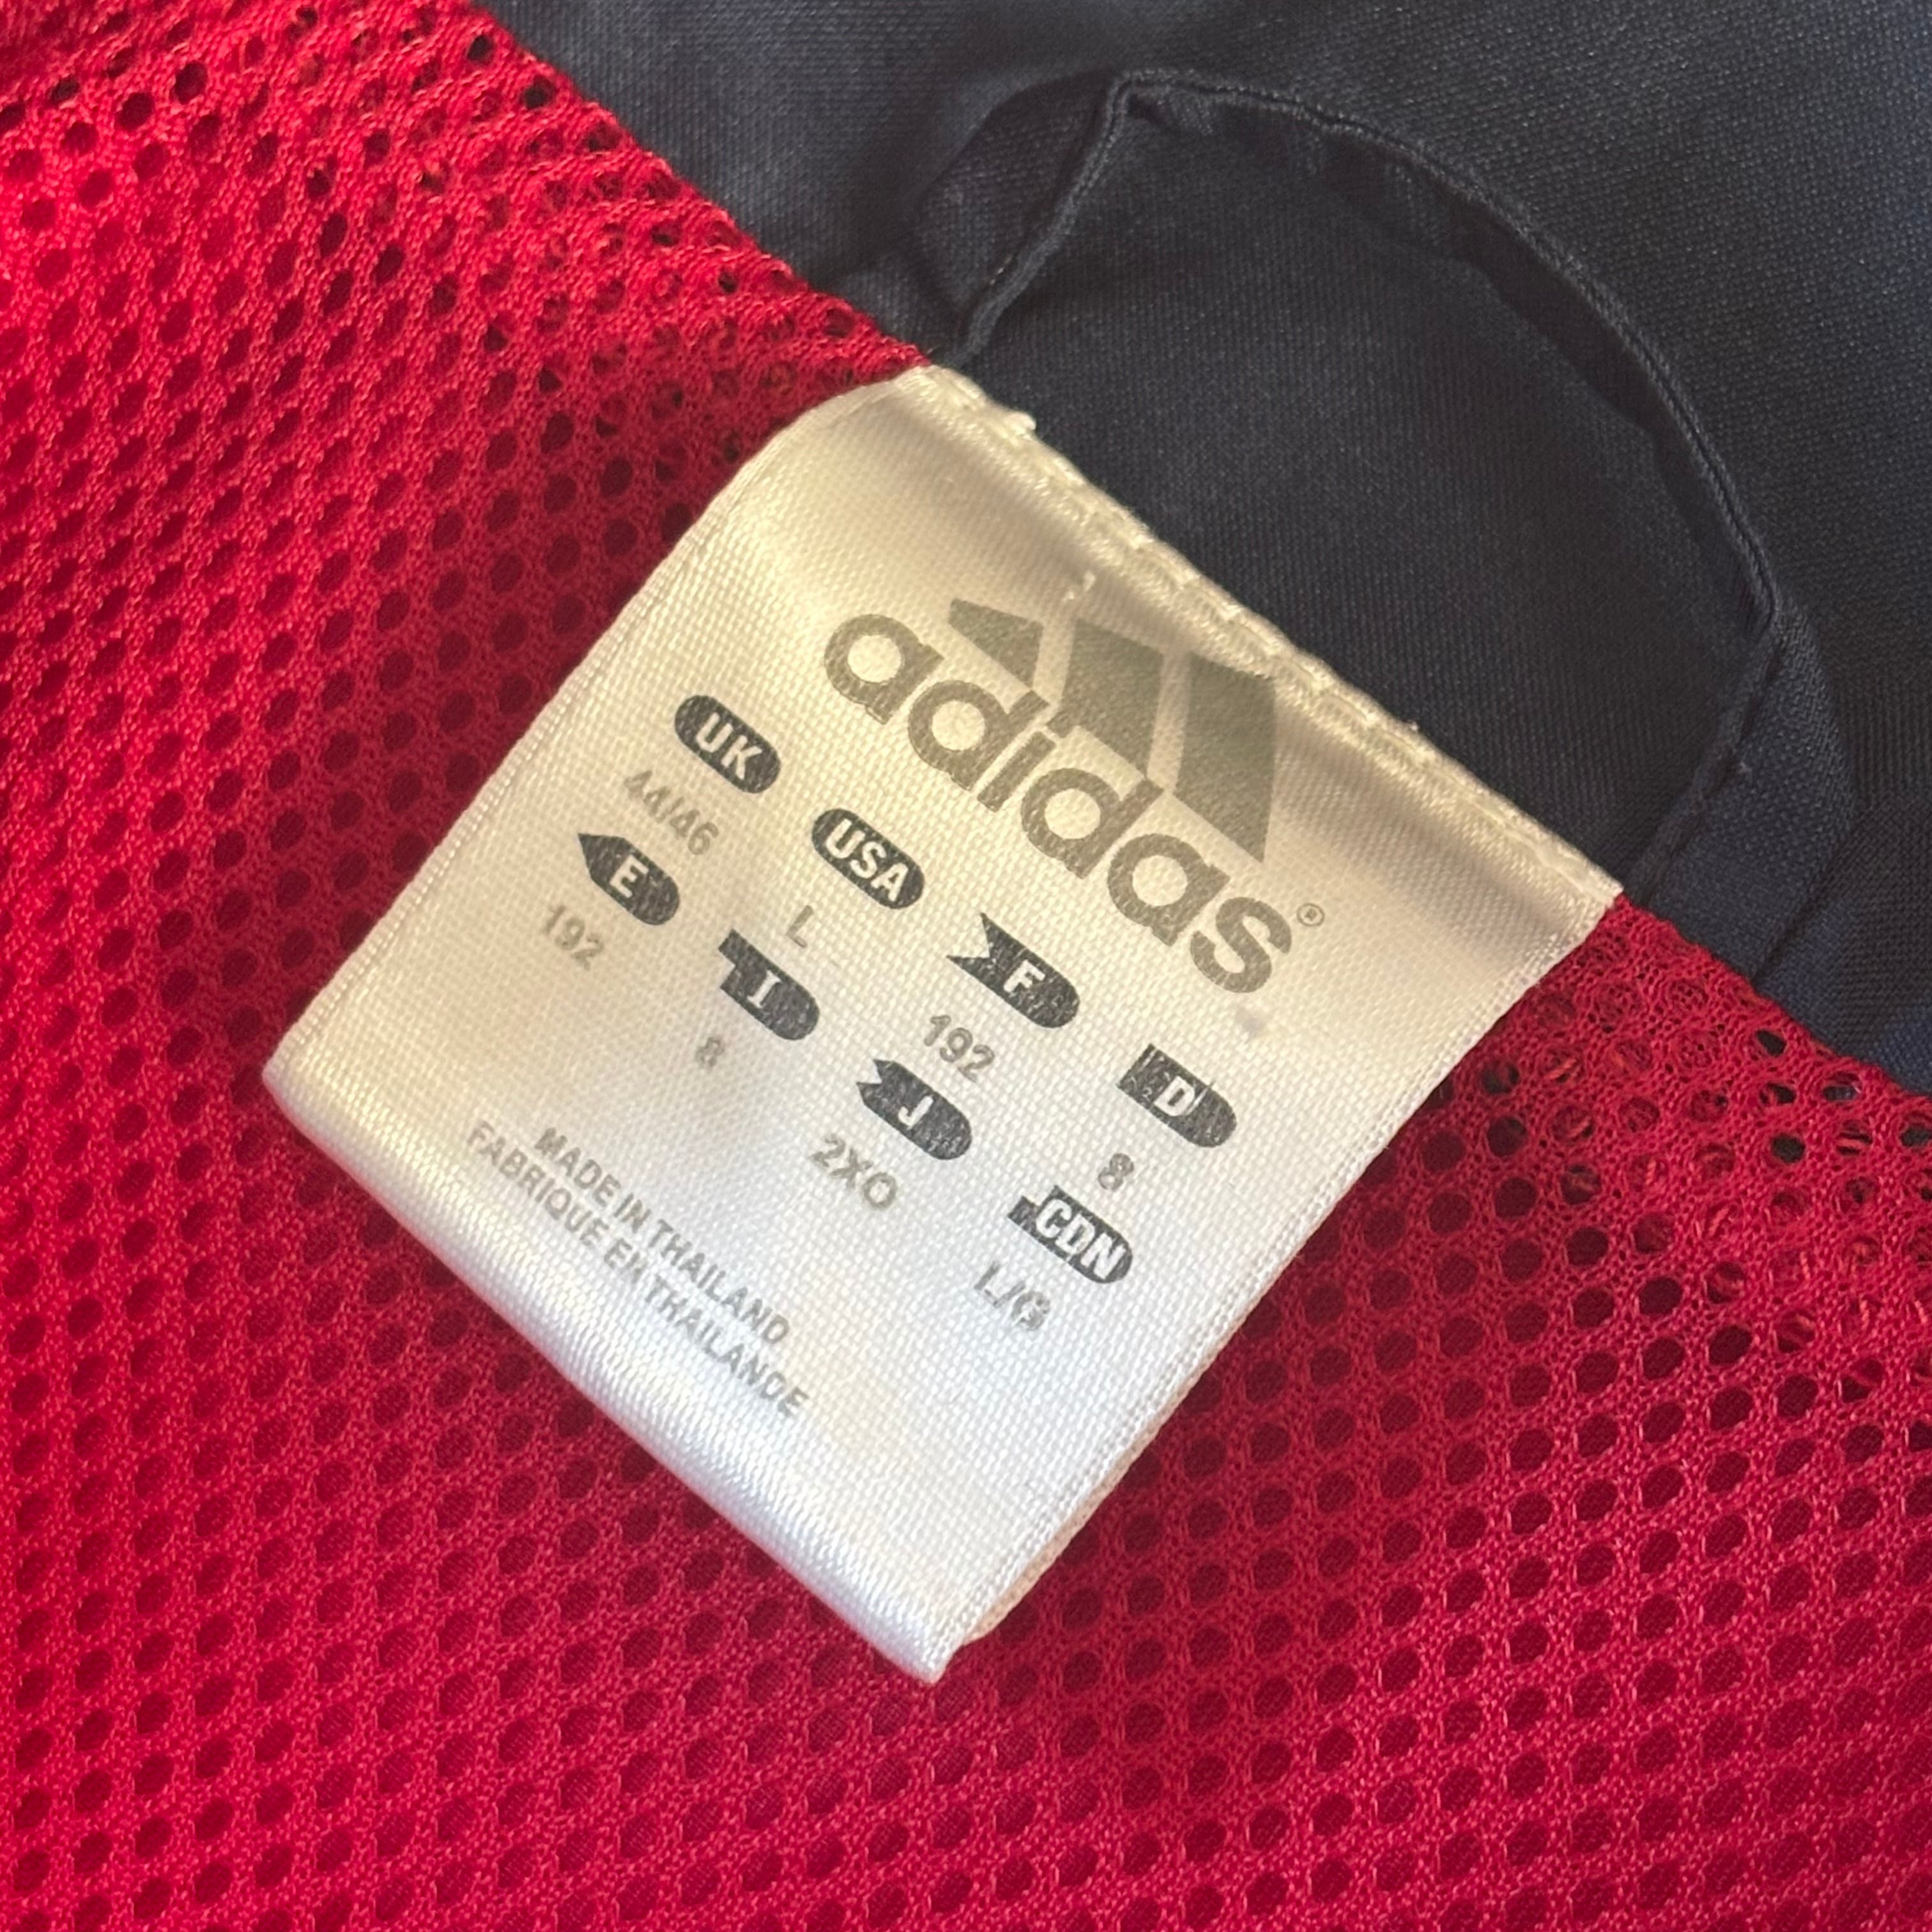 adidas®
UK USA F D
44/46 L 192 8
E I J CDN
192 8 2XO L/G
MADE IN THAILAND
FABRIQUE EN THAILANDE